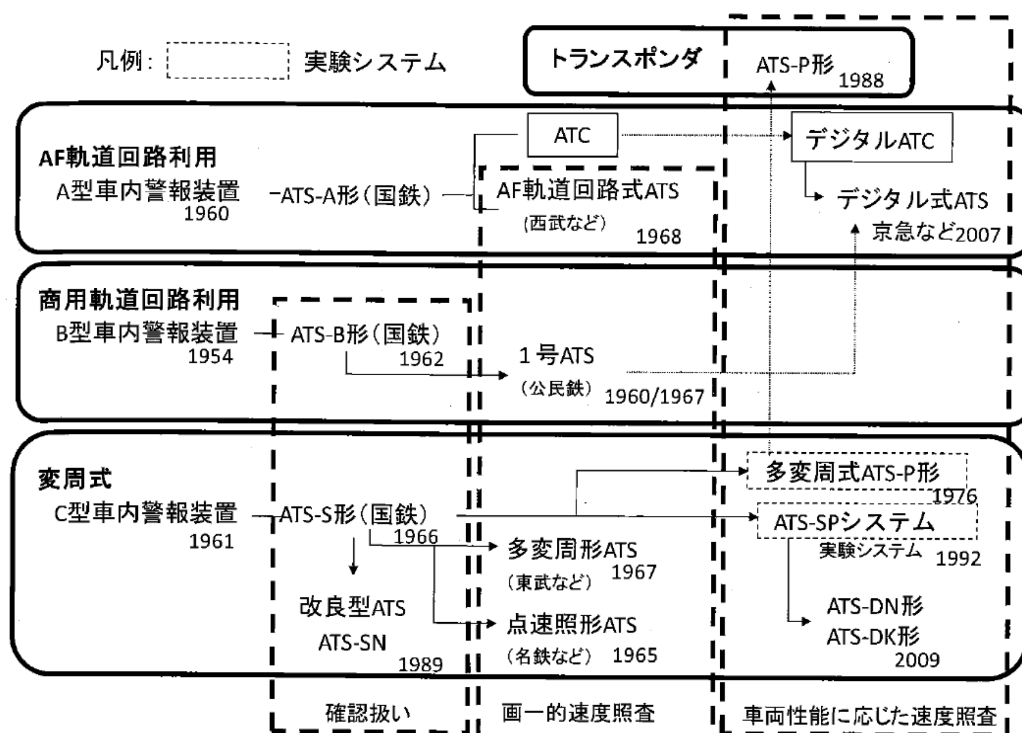 凡例： 実験システム
トランスポンダ
ATS-P形
1988
AF軌道回路利用
A型車内警報装置
1960
ATS-A形（国鉄）
ATC
デジタルATC
AF軌道回路式ATS
（西武など）
1968
デジタル式ATS
京急など2007
商用軌道回路利用
B型車内警報装置
1954
ATS-B形（国鉄）
1962
１号ATS
（公民鉄）
1960/1967
変周式
C型車内警報装置
1961
ATS-S形（国鉄）
1966
多変周式ATS-P形
1976
ATS-SPシステム
実験システム 1992
多変周形ATS
（東武など）
1967
改良型ATS
ATS-SN
1989
点速照形ATS
（名鉄など）
1965
ATS-DN形
ATS-DK形
2009
確認扱い
画一的速度照査
車両性能に応じた速度照査